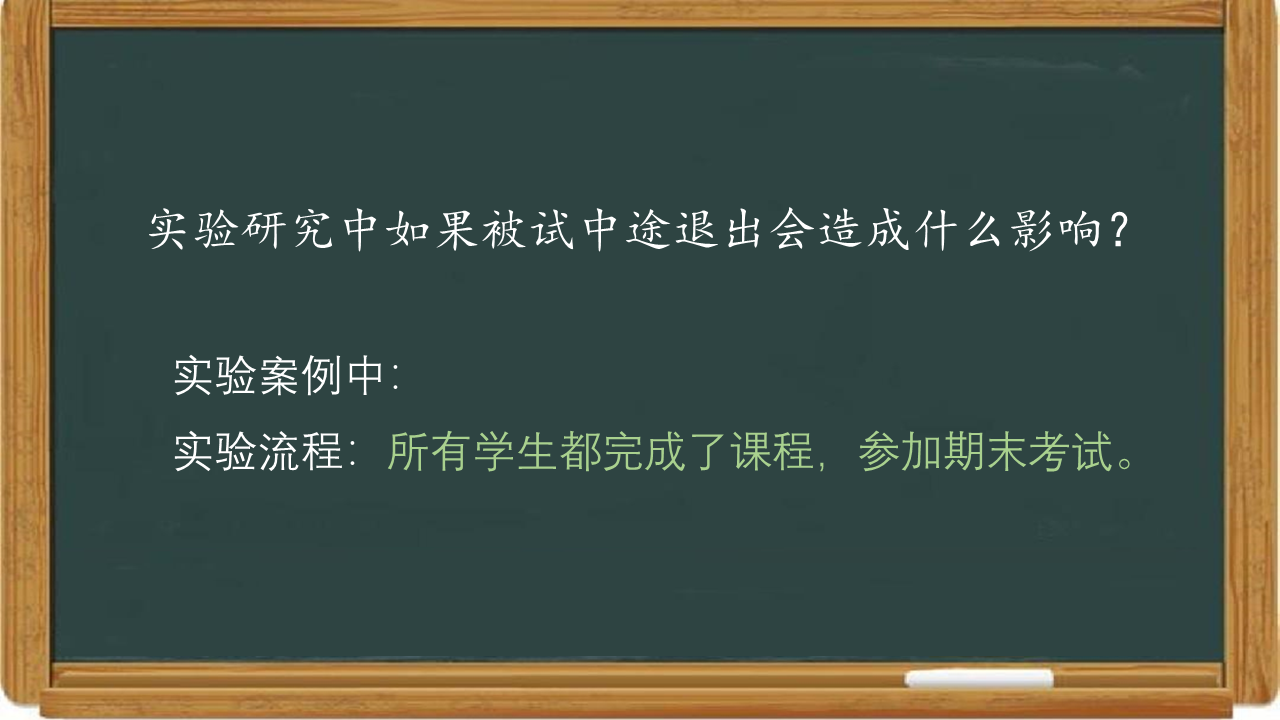 实验研究中如果被试中途退出会造成什么影响？
实验案例中：
实验流程：所有学生都完成了课程，参加期末考试。